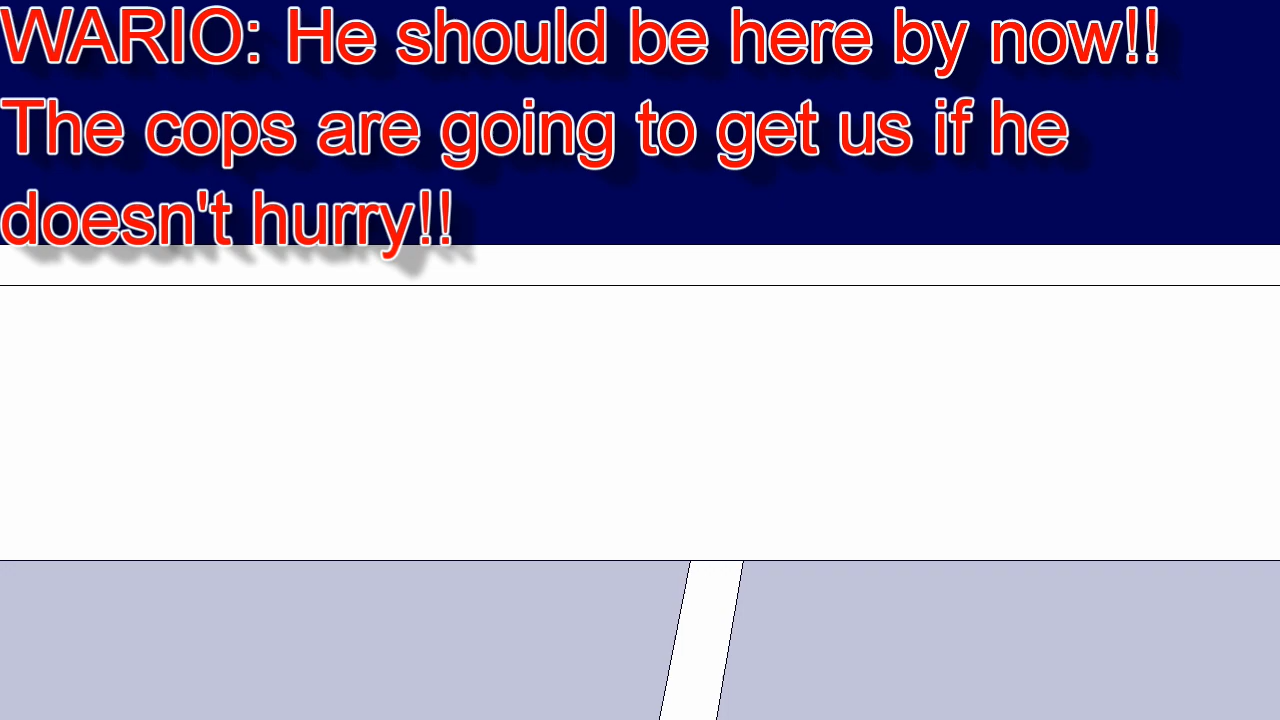 WARIO: He should be here by now!!
The cops are going to get us if he
doesn't hurry!!